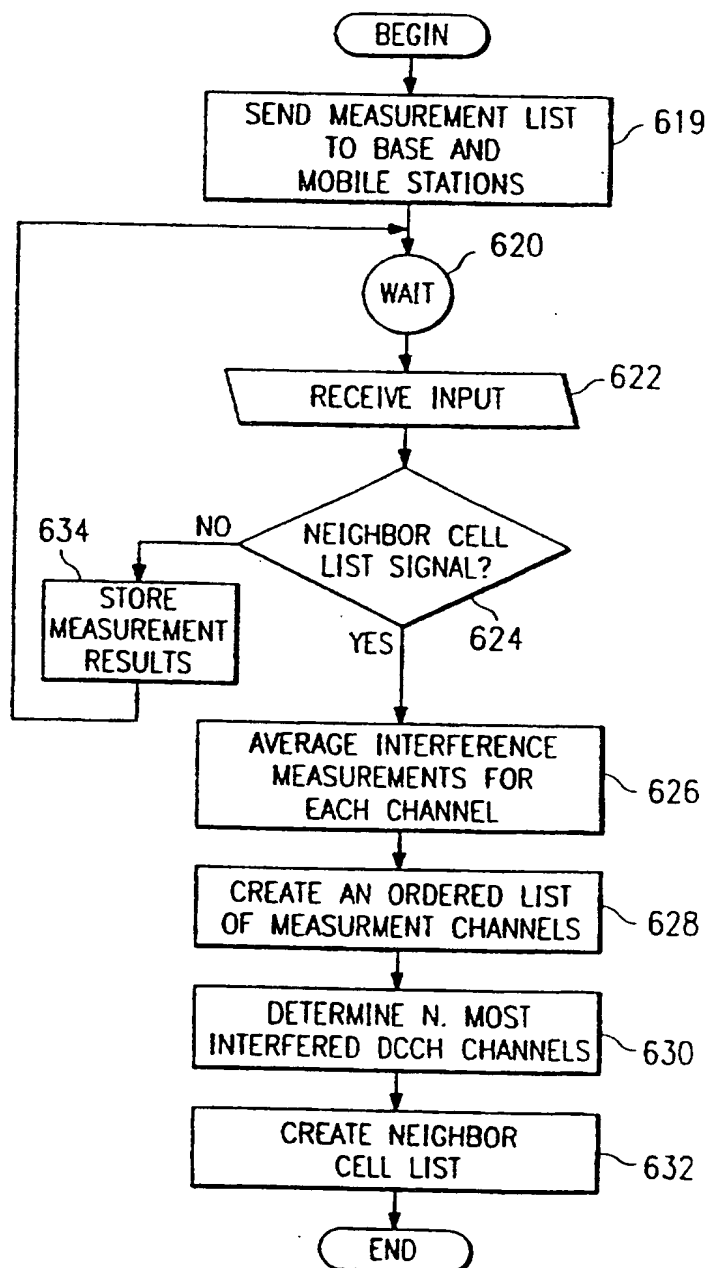 BEGIN
SEND MEASUREMENT LIST
TO BASE AND
MOBILE STATIONS
619
620
WAIT
RECEIVE INPUT
622
634
NO
NEIGHBOR CELL
LIST SIGNAL?
STORE
MEASUREMENT
RESULTS
YES
624
AVERAGE INTERFERENCE
MEASUREMENTS FOR
EACH CHANNEL
626
CREATE AN ORDERED LIST
OF MEASURMENT CHANNELS
628
DETERMINE N. MOST
INTERFERED DCCH CHANNELS
630
CREATE NEIGHBOR
CELL LIST
632
END